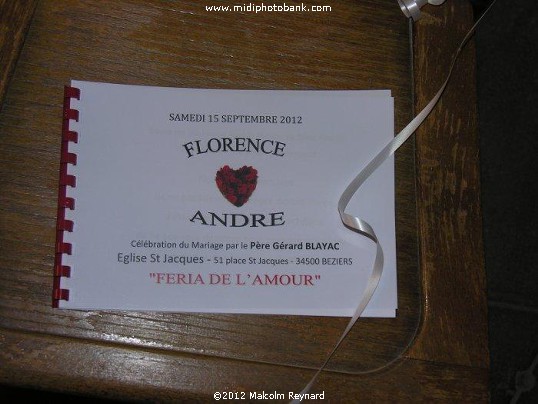 www.midiphotobank.com
SAMEDI 15 SEPTEMBRE 2012
FLORENCE
ANDRE
Célébration du Mariage par le Père Gérard BLAYAC
Eglise St Jacques - 51 place St Jacques - 34500 BEZIERS
"FERIA DE L'AMOUR"
©2012 Malcolm Reynard